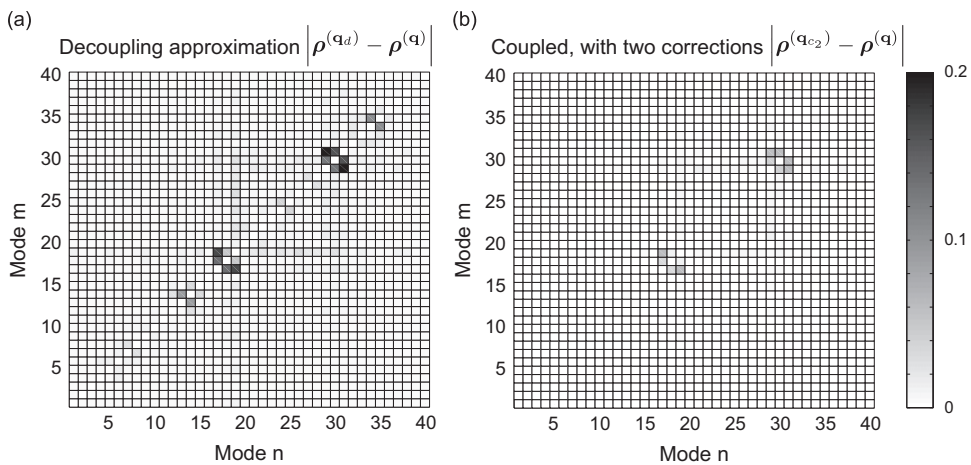 (a)
Decoupling approximation |ρ^(q_d) − ρ^(q)|
40
35
30
25
20
15
10
5
Mode m
5 10 15 20 25 30 35 40
Mode n
(b)
Coupled, with two corrections |ρ^(q_c₂) − ρ^(q)|
40
35
30
25
20
15
10
5
Mode m
5 10 15 20 25 30 35 40
Mode n
0.2
0.1
0